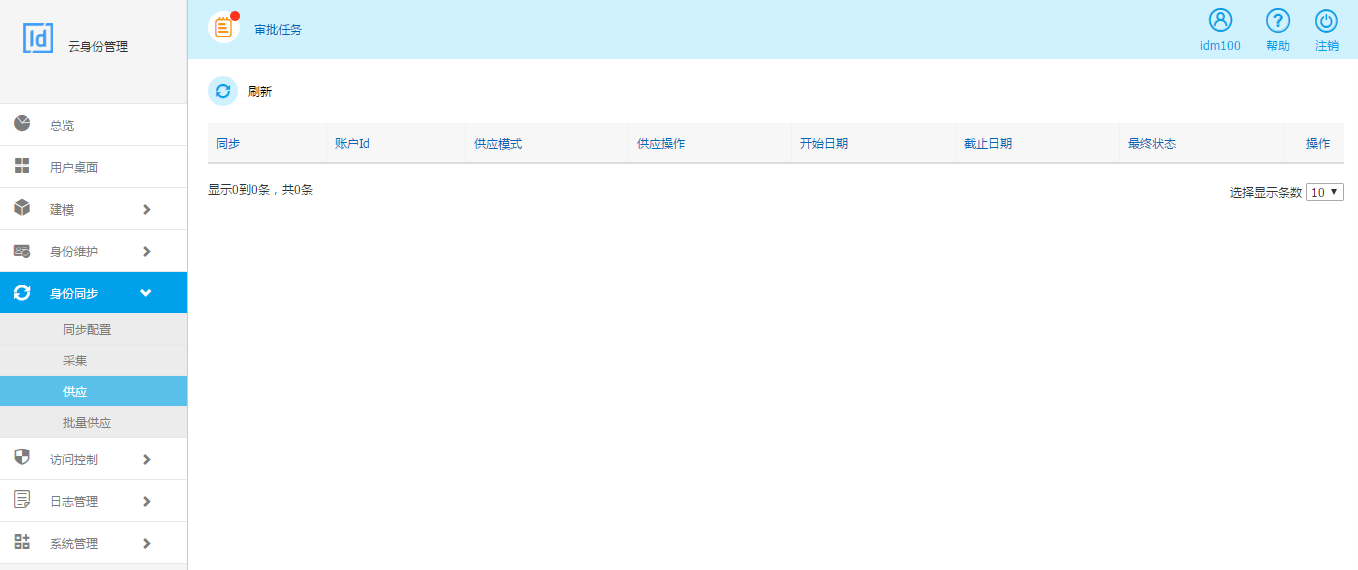 Id
云身份管理
审批任务
idm100
帮助
注销
总览
用户桌面
建模
身份维护
身份同步
同步配置
采集
供应
批量供应
访问控制
日志管理
系统管理
刷新
同步 账户Id 供应模式 供应操作 开始日期 截止日期 最终状态 操作
显示0到0条，共0条
选择显示条数 10